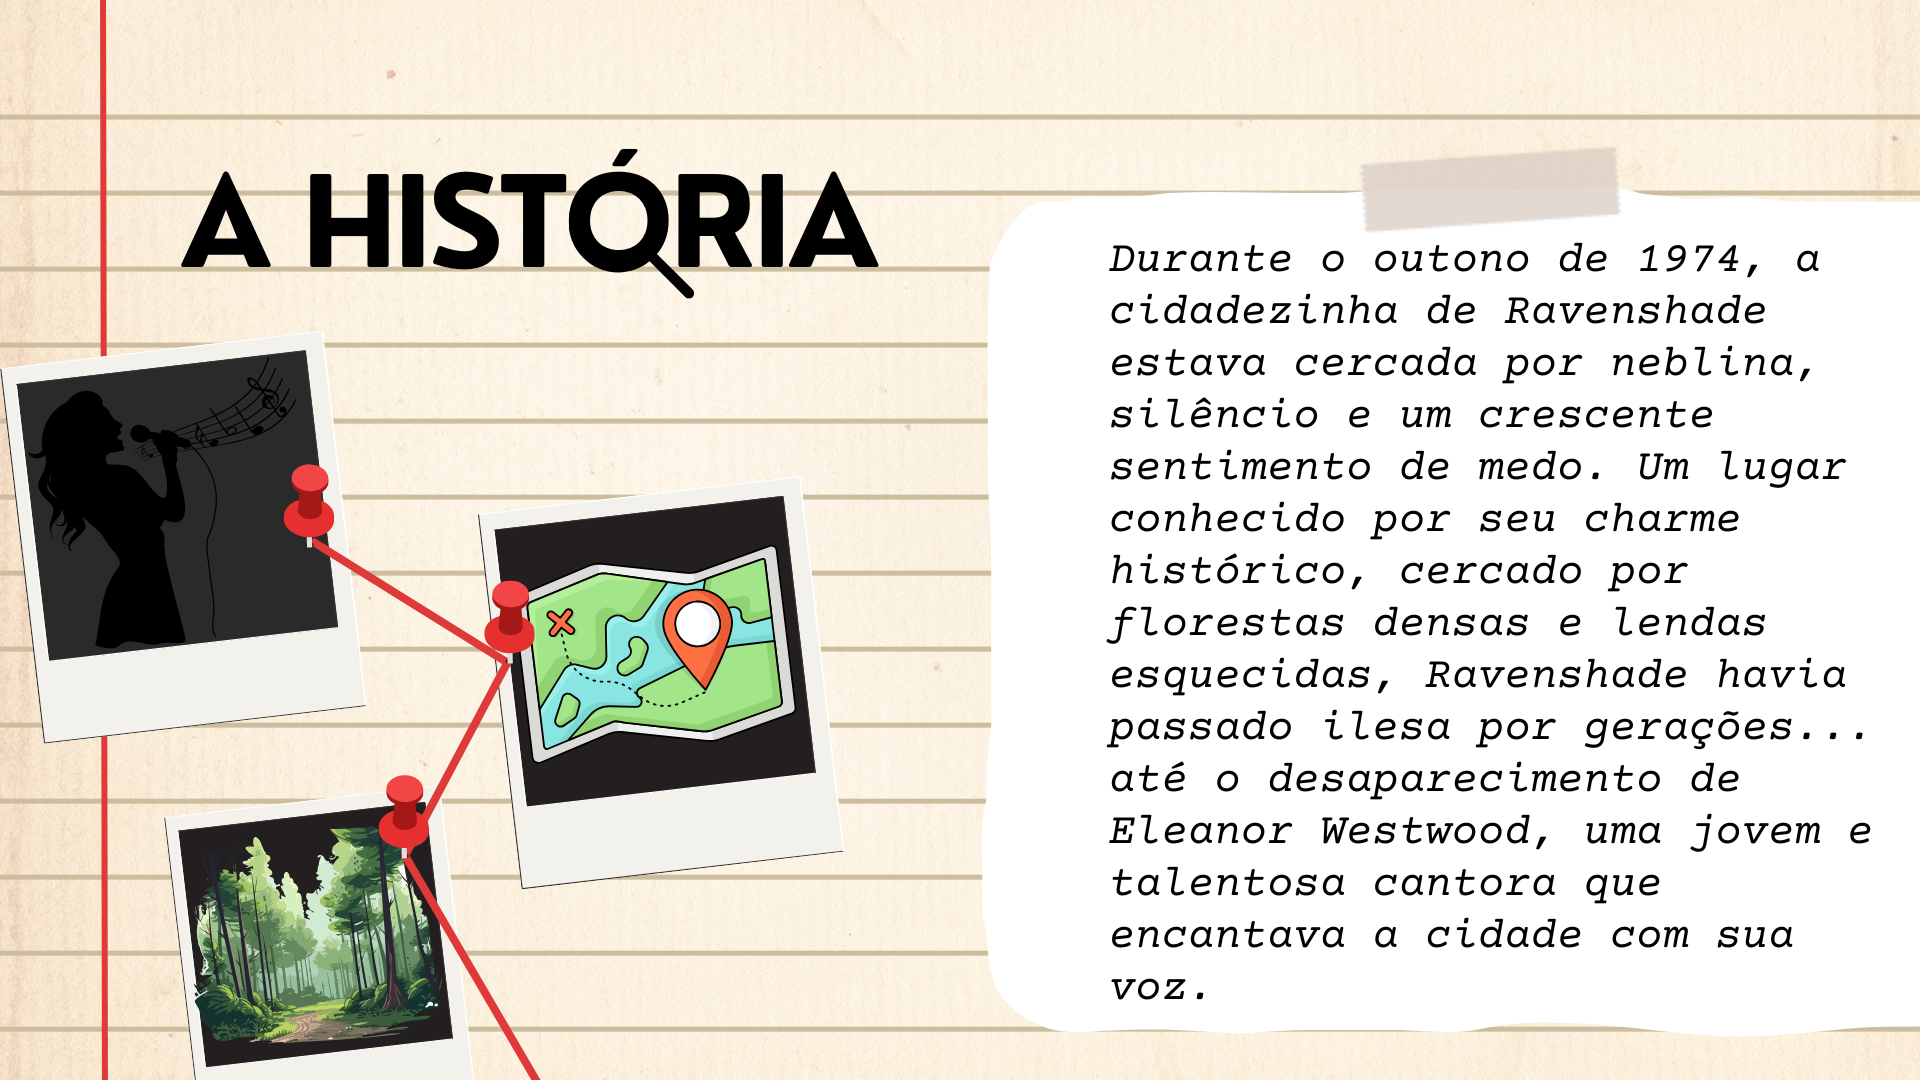 A HISTÓRIA
Durante o outono de 1974, a
cidadezinha de Ravenshade
estava cercada por neblina,
silêncio e um crescente
sentimento de medo. Um lugar
conhecido por seu charme
histórico, cercado por
florestas densas e lendas
esquecidas, Ravenshade havia
passado ilesa por gerações...
até o desaparecimento de
Eleanor Westwood, uma jovem e
talentosa cantora que
encantava a cidade com sua
voz.